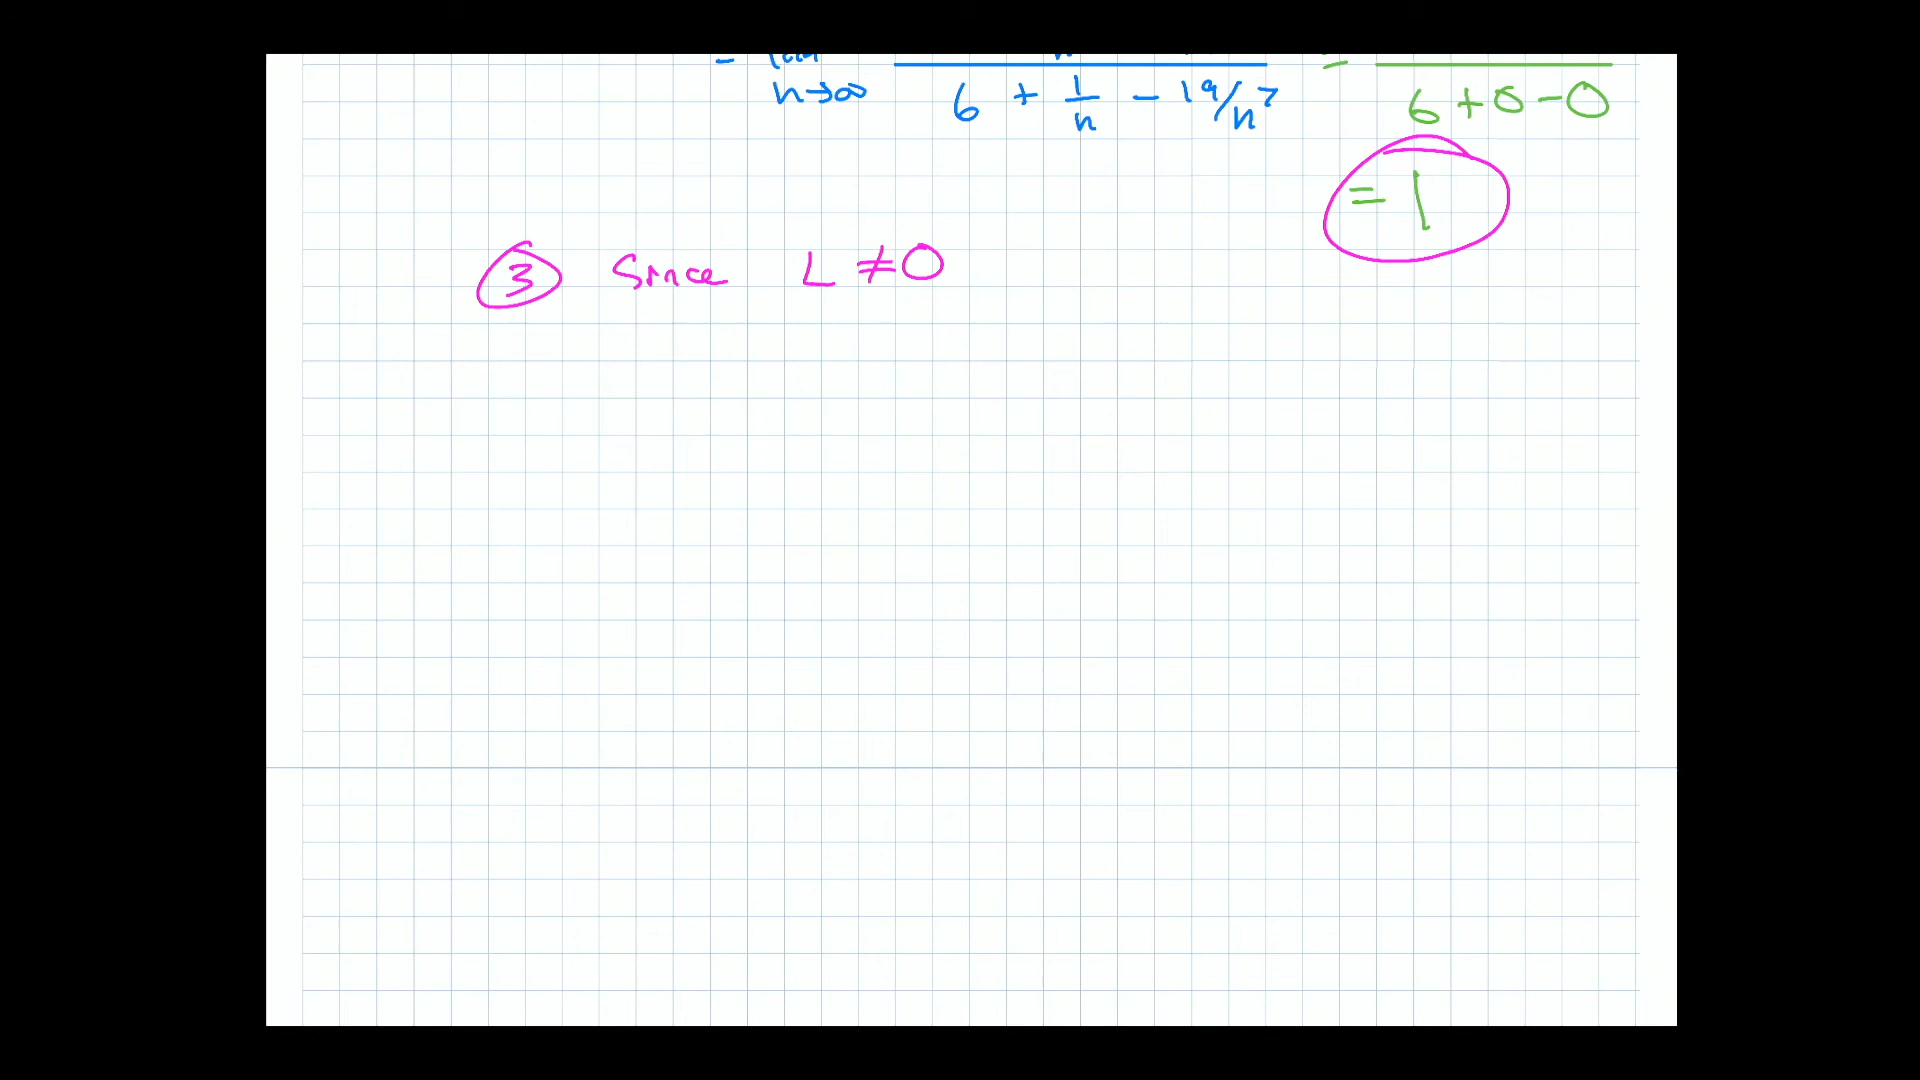 n→∞ 6 + 1/n - 19/n⁷ = 6+0-0
= 1
③ Since L ≠ 0